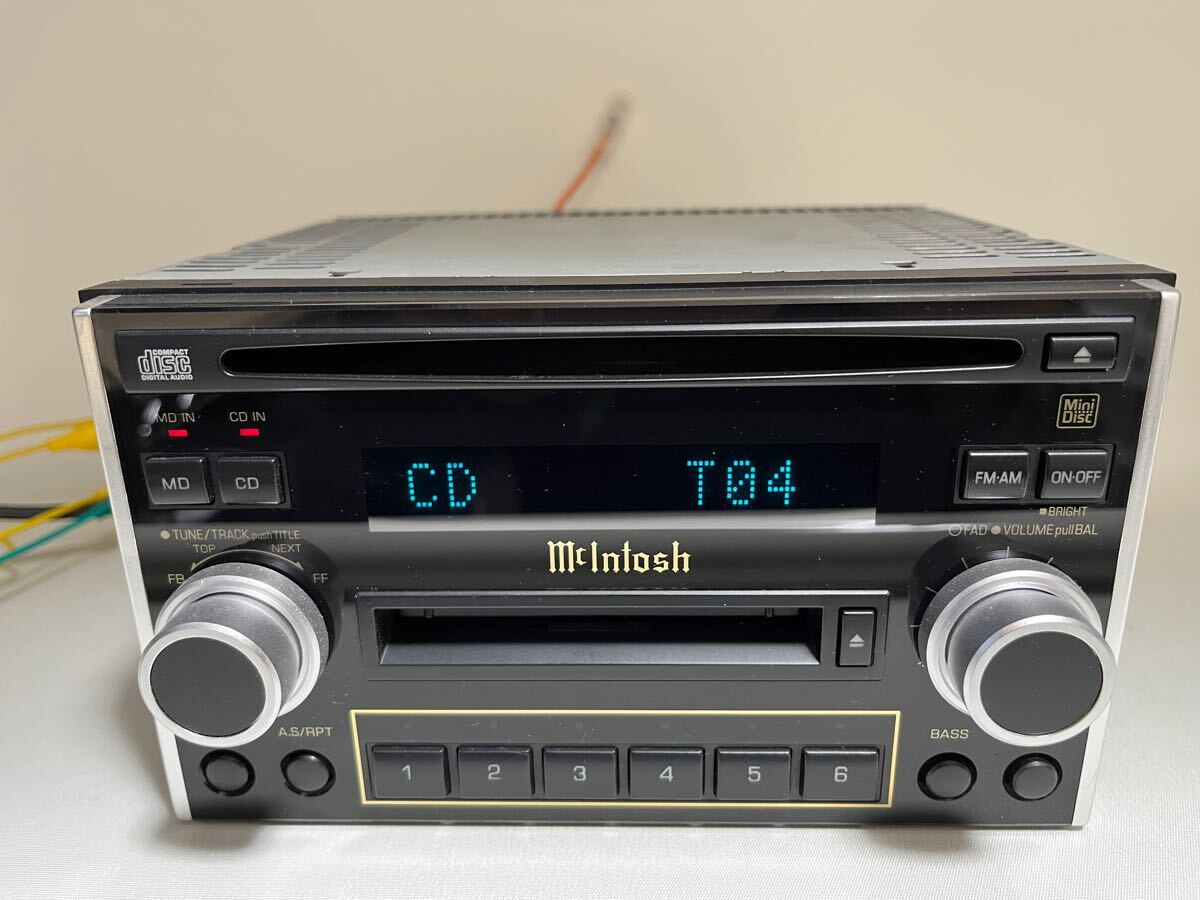 COMPACT
disc
DIGITAL AUDIO
MD IN
CD IN
Mini
Disc
MD
CD
CD T04
FM·AM
ON·OFF
BRIGHT
TUNE/TRACK push TITLE
TOP
NEXT
FB
FF
FAD
VOLUME pull BAL
McIntosh
A.S/RPT
BASS
1
2
3
4
5
6